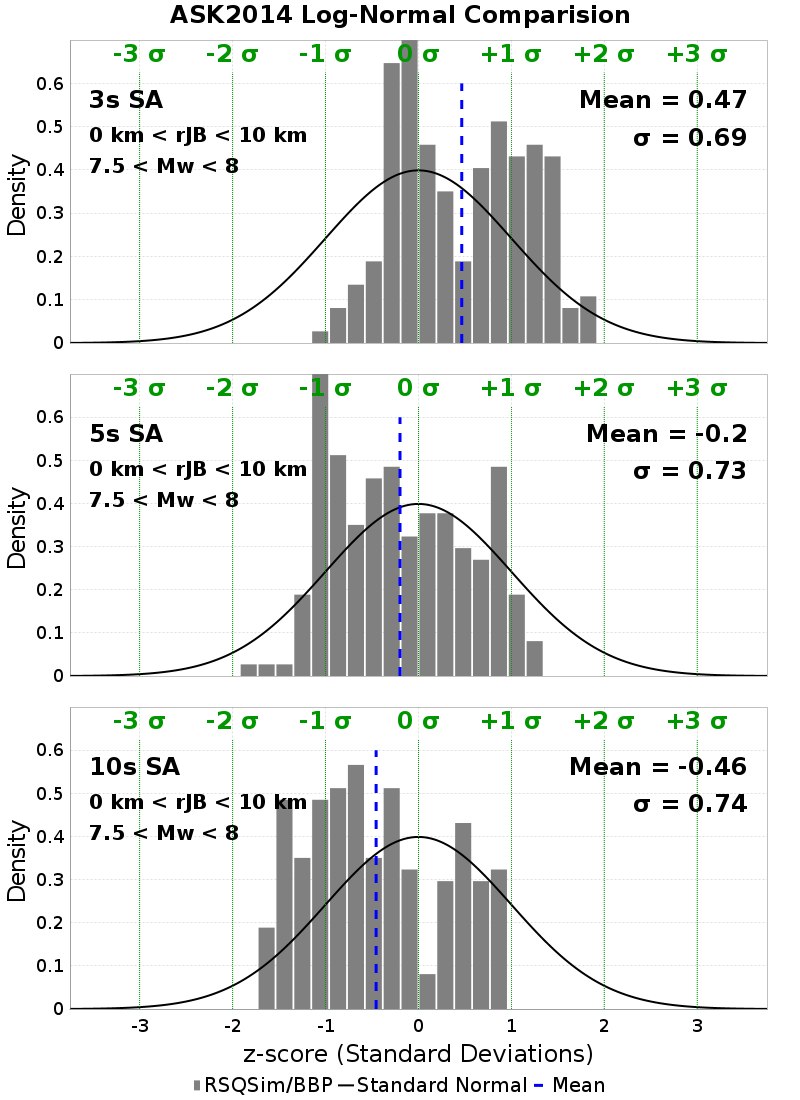 ASK2014 Log-Normal Comparision
-3 σ -2 σ -1 σ 0 σ +1 σ +2 σ +3 σ
3s SA
0 km < rJB < 10 km
7.5 < Mw < 8
Mean = 0.47
σ = 0.69
Density
0.6
0.5
0.4
0.3
0.2
0.1
0
-3 σ -2 σ -1 σ 0 σ +1 σ +2 σ +3 σ
5s SA
0 km < rJB < 10 km
7.5 < Mw < 8
Mean = -0.2
σ = 0.73
Density
0.6
0.5
0.4
0.3
0.2
0.1
0
-3 σ -2 σ -1 σ 0 σ +1 σ +2 σ +3 σ
10s SA
0 km < rJB < 10 km
7.5 < Mw < 8
Mean = -0.46
σ = 0.74
Density
0.6
0.5
0.4
0.3
0.2
0.1
0
-3 -2 -1 0 1 2 3
z-score (Standard Deviations)
RSQSim/BBP Standard Normal Mean